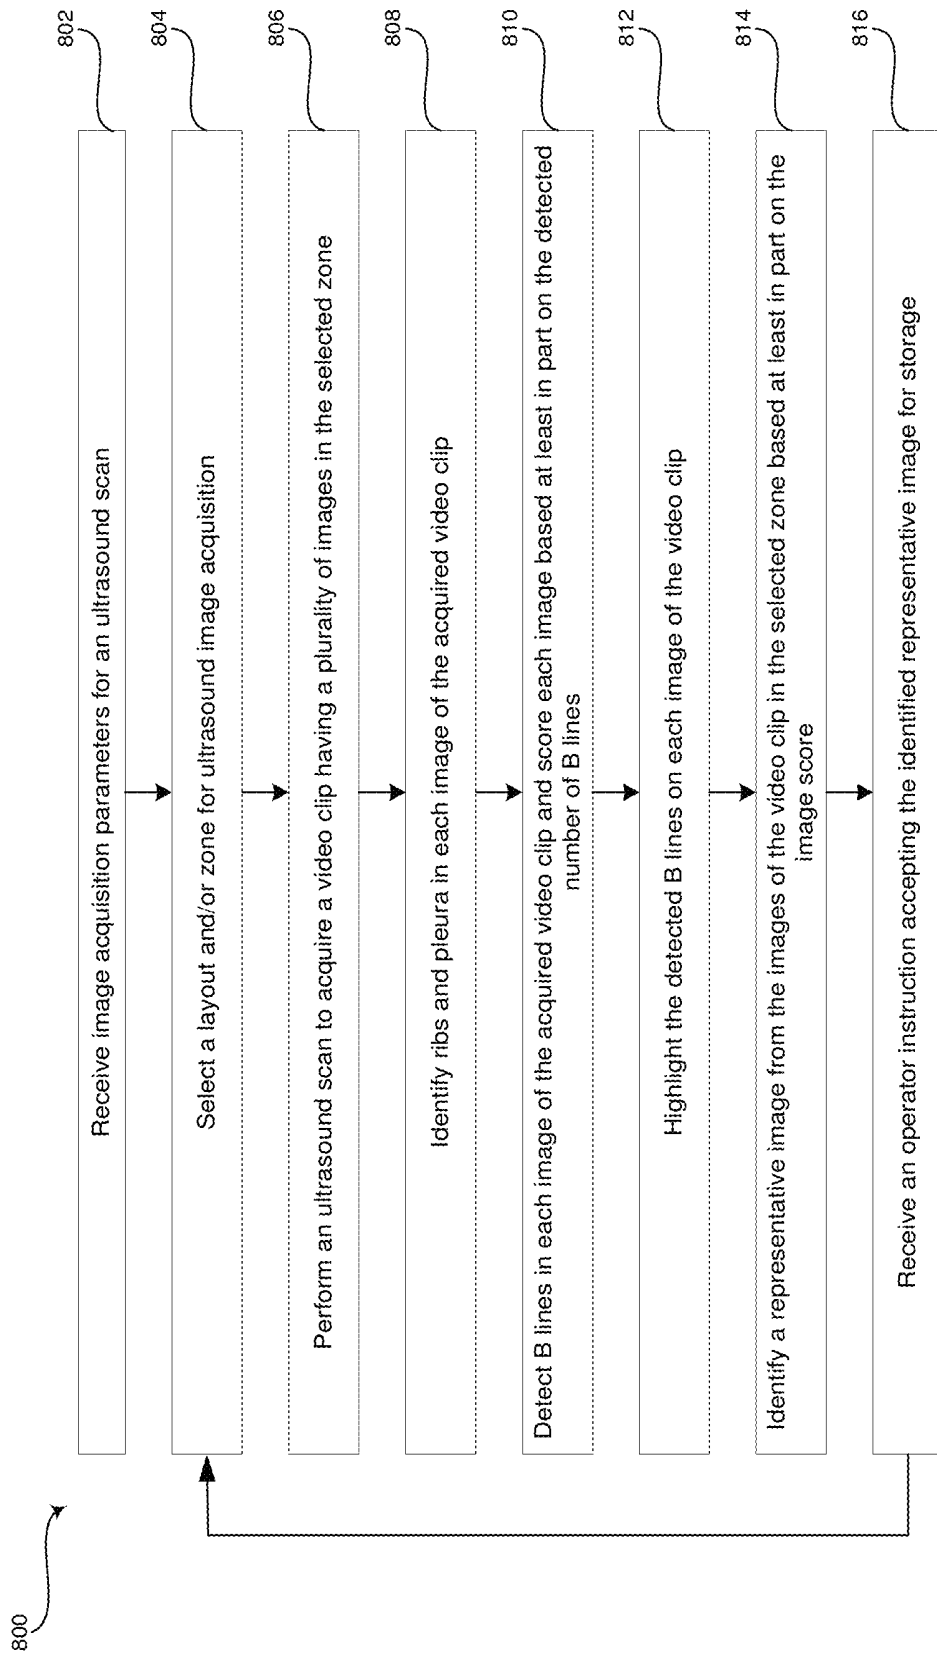 800
802
Receive image acquisition parameters for an ultrasound scan
804
Select a layout and/or zone for ultrasound image acquisition
806
Perform an ultrasound scan to acquire a video clip having a plurality of images in the selected zone
808
Identify ribs and pleura in each image of the acquired video clip
810
Detect B lines in each image of the acquired video clip and score each image based at least in part on the detected
number of B lines
812
Highlight the detected B lines on each image of the video clip
814
Identify a representative image from the images of the video clip in the selected zone based at least in part on the
image score
816
Receive an operator instruction accepting the identified representative image for storage